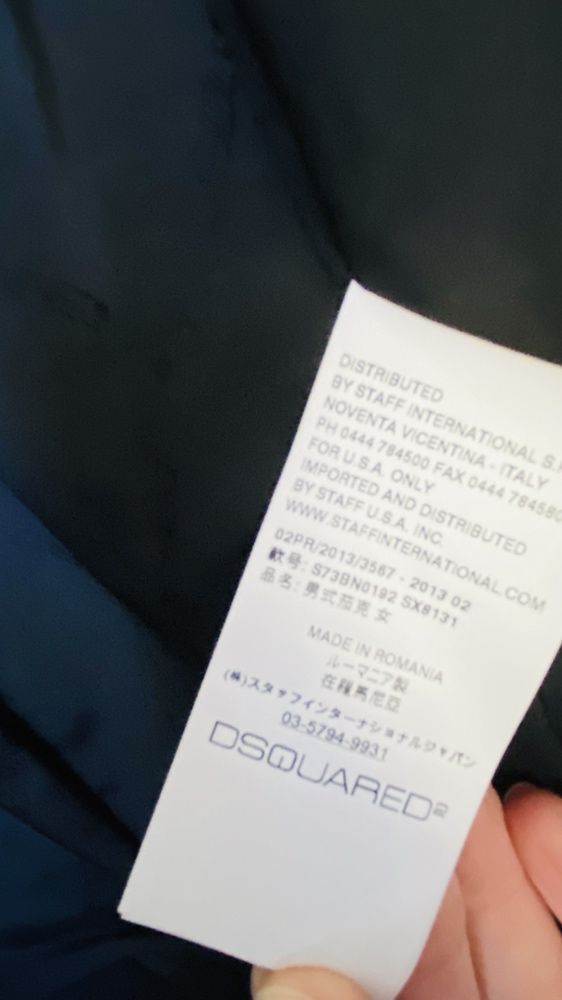 DISTRIBUTED
BY STAFF INTERNATIONAL S.P
NOVENTA VICENTINA - ITALY
PH 0444 784500 FAX 0444 784580
FOR U.S.A. ONLY
IMPORTED AND DISTRIBUTED
BY STAFF U.S.A. INC.
WWW.STAFFINTERNATIONAL.COM
02PR/2013/3567 - 2013 02
款号: S73BN0192 SX8131
品名: 男式茄克 女
MADE IN ROMANIA
ルーマニア製
在羅馬尼亞
(株)スタッフインターナショナルジャパン
03-5794-9931
DSQUARED2